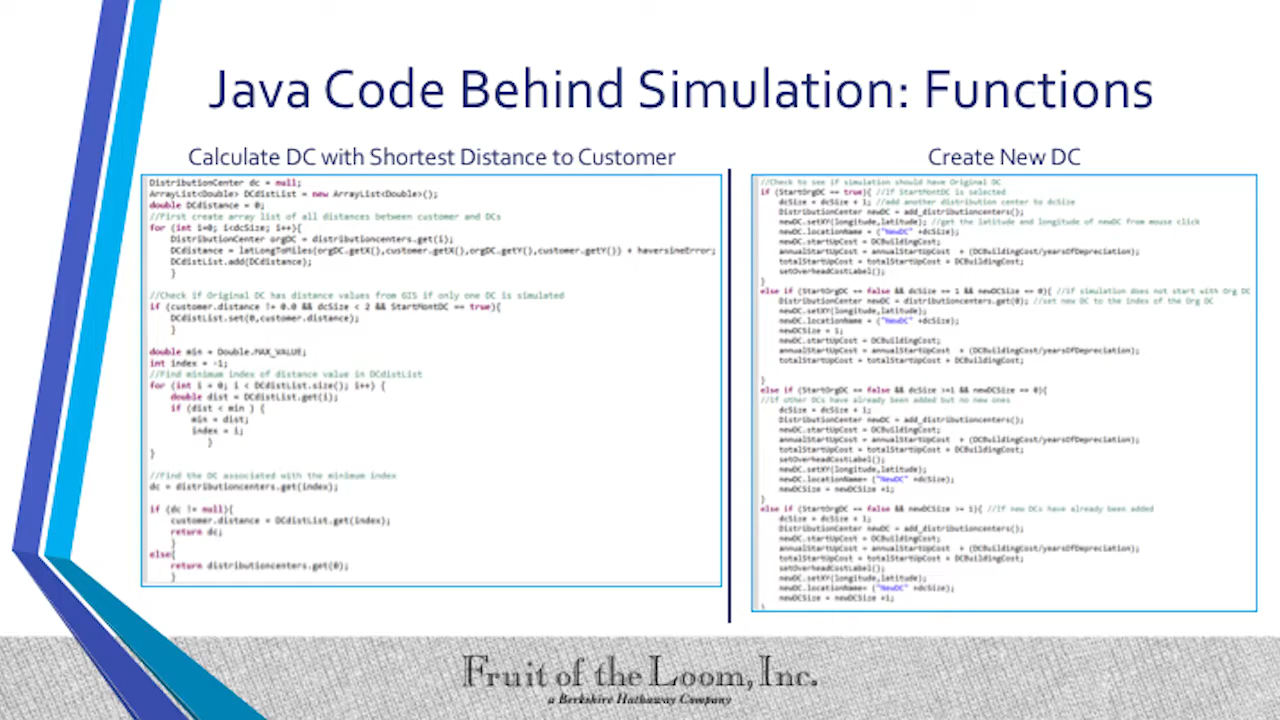 Java Code Behind Simulation: Functions
Calculate DC with Shortest Distance to Customer
DistributionCenter dc = null;
ArrayList<Double> DCdistList = new ArrayList<Double>();
double DCdistance = 0;
//First create array list of all distances between customer and DCs
for (int i=0; i<dcSize; i++){
DistributionCenter orgDC = distributioncenters.get(i);
DCdistance = latLongToMiles(orgDC.getX(),customer.getX(),orgDC.getY(),customer.getY()) + haversineError;
DCdistList.add(DCdistance);
}
//Check if Original DC has distance values from GIS if only one DC is simulated
if (customer.distance != 0.0 && dcSize < 2 && StartMontDC == true){
DCdistList.set(0,customer.distance);
}
double min = Double.MAX_VALUE;
int index = -1;
//Find minimum index of distance value in DCdistList
for (int i = 0; i < DCdistList.size(); i++) {
double dist = DCdistList.get(i);
if (dist < min ) {
min = dist;
index = i;
}
}
//Find the DC associated with the minimum index
dc = distributioncenters.get(index);
if (dc != null){
customer.distance = DCdistList.get(index);
return dc;
}
else{
return distributioncenters.get(0);
}
Create New DC
//Check to see if simulation should have Original DC
if (StartOrgDC == true){ //If StartMontDC is selected
dcSize = dcSize + 1; //add another distribution center to dcSize
DistributionCenter newDC = add_distributioncenters();
newDC.setXY(longitude,latitude); //get the latitude and longitude of newDC from mouse click
newDC.locationName = ("NewDC" +dcSize);
newDC.startUpCost = DCBuildingCost;
annualStartUpCost = annualStartUpCost + (DCBuildingCost/yearsOfDepreciation);
totalStartUpCost = totalStartUpCost + DCBuildingCost;
setOverheadCostLabel();
}
else if (StartOrgDC == false && dcSize == 1 && newDCSize == 0){ //if simulation does not start with Org DC
DistributionCenter newDC = distributioncenters.get(0); //set new DC to the index of the Org DC
newDC.setXY(longitude,latitude);
newDC.locationName = ("NewDC" +dcSize);
newDCSize = 1;
newDC.startUpCost = DCBuildingCost;
annualStartUpCost = annualStartUpCost + (DCBuildingCost/yearsOfDepreciation);
totalStartUpCost = totalStartUpCost + DCBuildingCost;
}
else if (StartOrgDC == false && dcSize >=1 && newDCSize == 0){
//if other DCs have already been added but no new ones
dcSize = dcSize + 1;
DistributionCenter newDC = add_distributioncenters();
newDC.startUpCost = DCBuildingCost;
annualStartUpCost = annualStartUpCost + (DCBuildingCost/yearsOfDepreciation);
totalStartUpCost = totalStartUpCost + DCBuildingCost;
setOverheadCostLabel();
newDC.setXY(longitude,latitude);
newDC.locationName= ("NewDC" +dcSize);
newDCSize = newDCSize +1;
}
else if (StartOrgDC == false && newDCSize >= 1){ //If new DCs have already been added
dcSize = dcSize + 1;
DistributionCenter newDC = add_distributioncenters();
newDC.startUpCost = DCBuildingCost;
annualStartUpCost = annualStartUpCost + (DCBuildingCost/yearsOfDepreciation);
totalStartUpCost = totalStartUpCost + DCBuildingCost;
setOverheadCostLabel();
newDC.setXY(longitude,latitude);
newDC.locationName= ("NewDC" +dcSize);
newDCSize = newDCSize +1;
}
Fruit of the Loom, Inc.
a Berkshire Hathaway Company